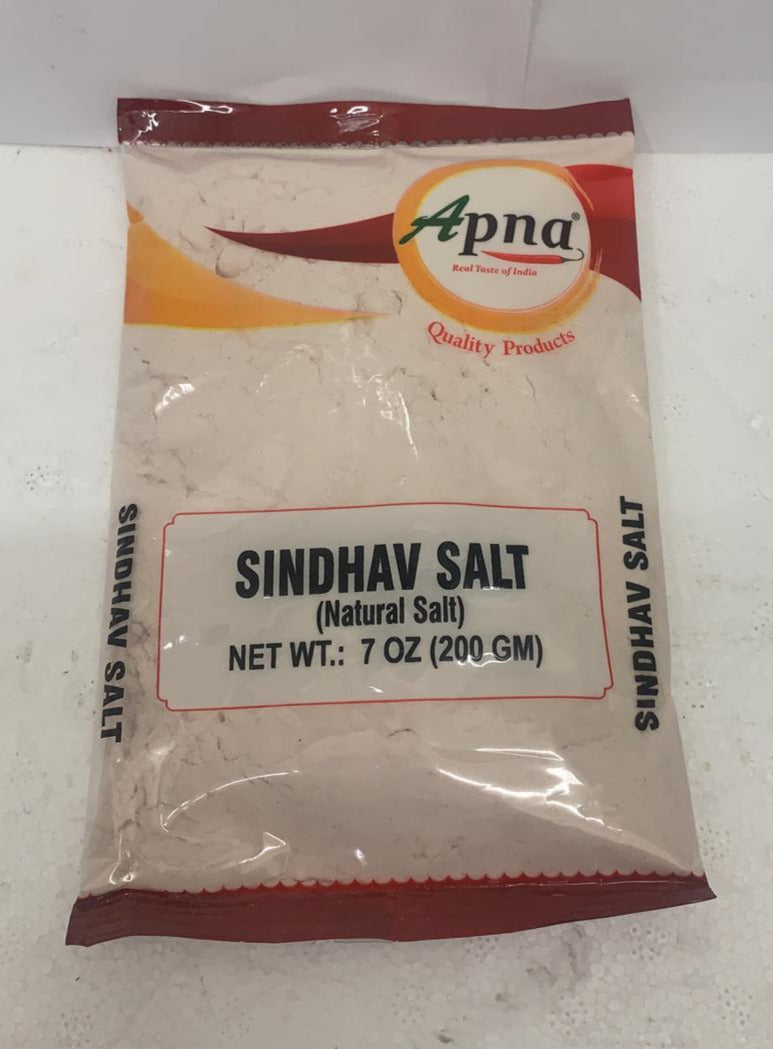 Apna®
Real Taste of India
Quality Products
SINDHAV SALT
(Natural Salt)
NET WT.: 7 OZ (200 GM)
SINDHAV SALT
SINDHAV SALT